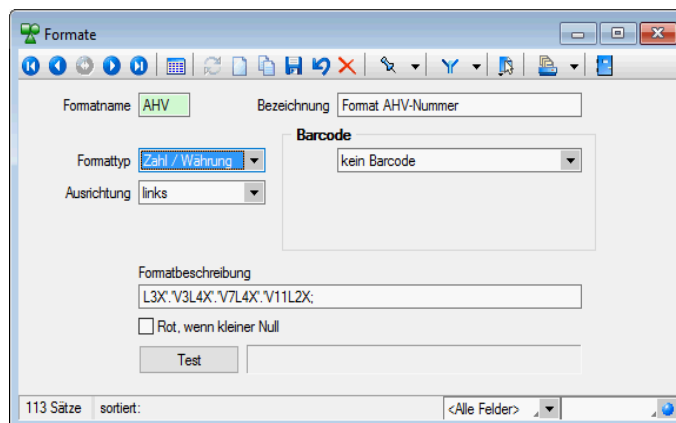 Formate
Formatname AHV Bezeichnung Format AHV-Nummer
Barcode
Formattyp Zahl / Währung kein Barcode
Ausrichtung links
Formatbeschreibung
L3X'.'V3L4X'.'V7L4X'.'V11L2X;
Rot, wenn kleiner Null
Test
113 Sätze sortiert: <Alle Felder>